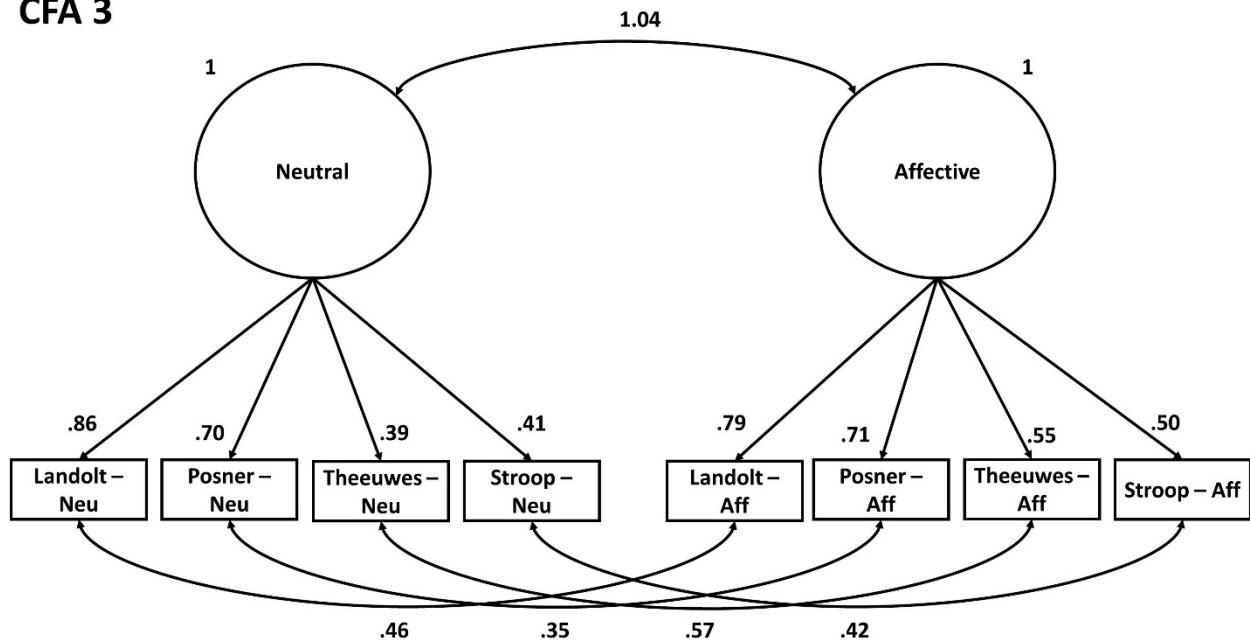 CFA 3
1.04
1
1
Neutral
Affective
.86
.70
.39
.41
.79
.71
.55
.50
Landolt –
Neu
Posner –
Neu
Theeuwes –
Neu
Stroop –
Neu
Landolt –
Aff
Posner –
Aff
Theeuwes –
Aff
Stroop – Aff
.46
.35
.57
.42